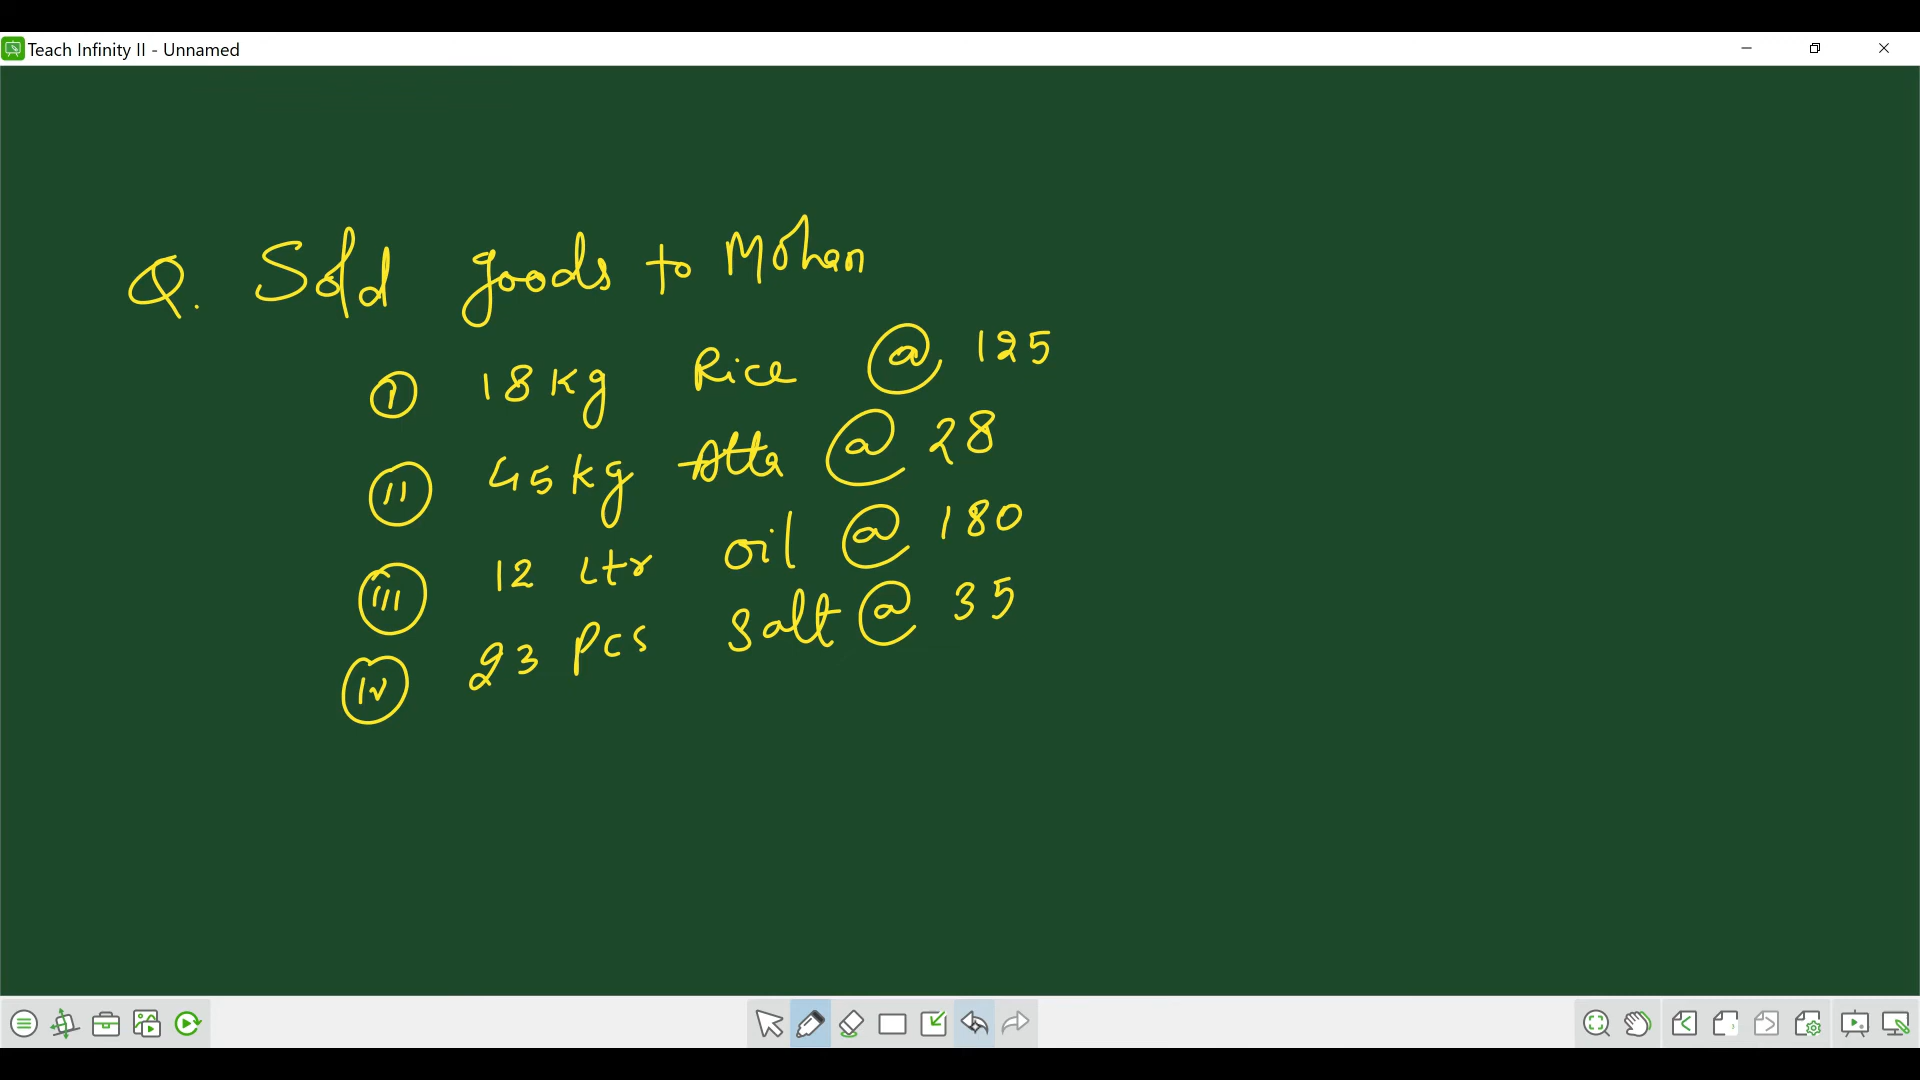 Teach Infinity II - Unnamed
Q. Sold goods to Mohan
I 18 kg Rice @ 125
II 45 kg Atta @ 28
III 12 Ltr oil @ 180
IV 23 Pcs Salt @ 35